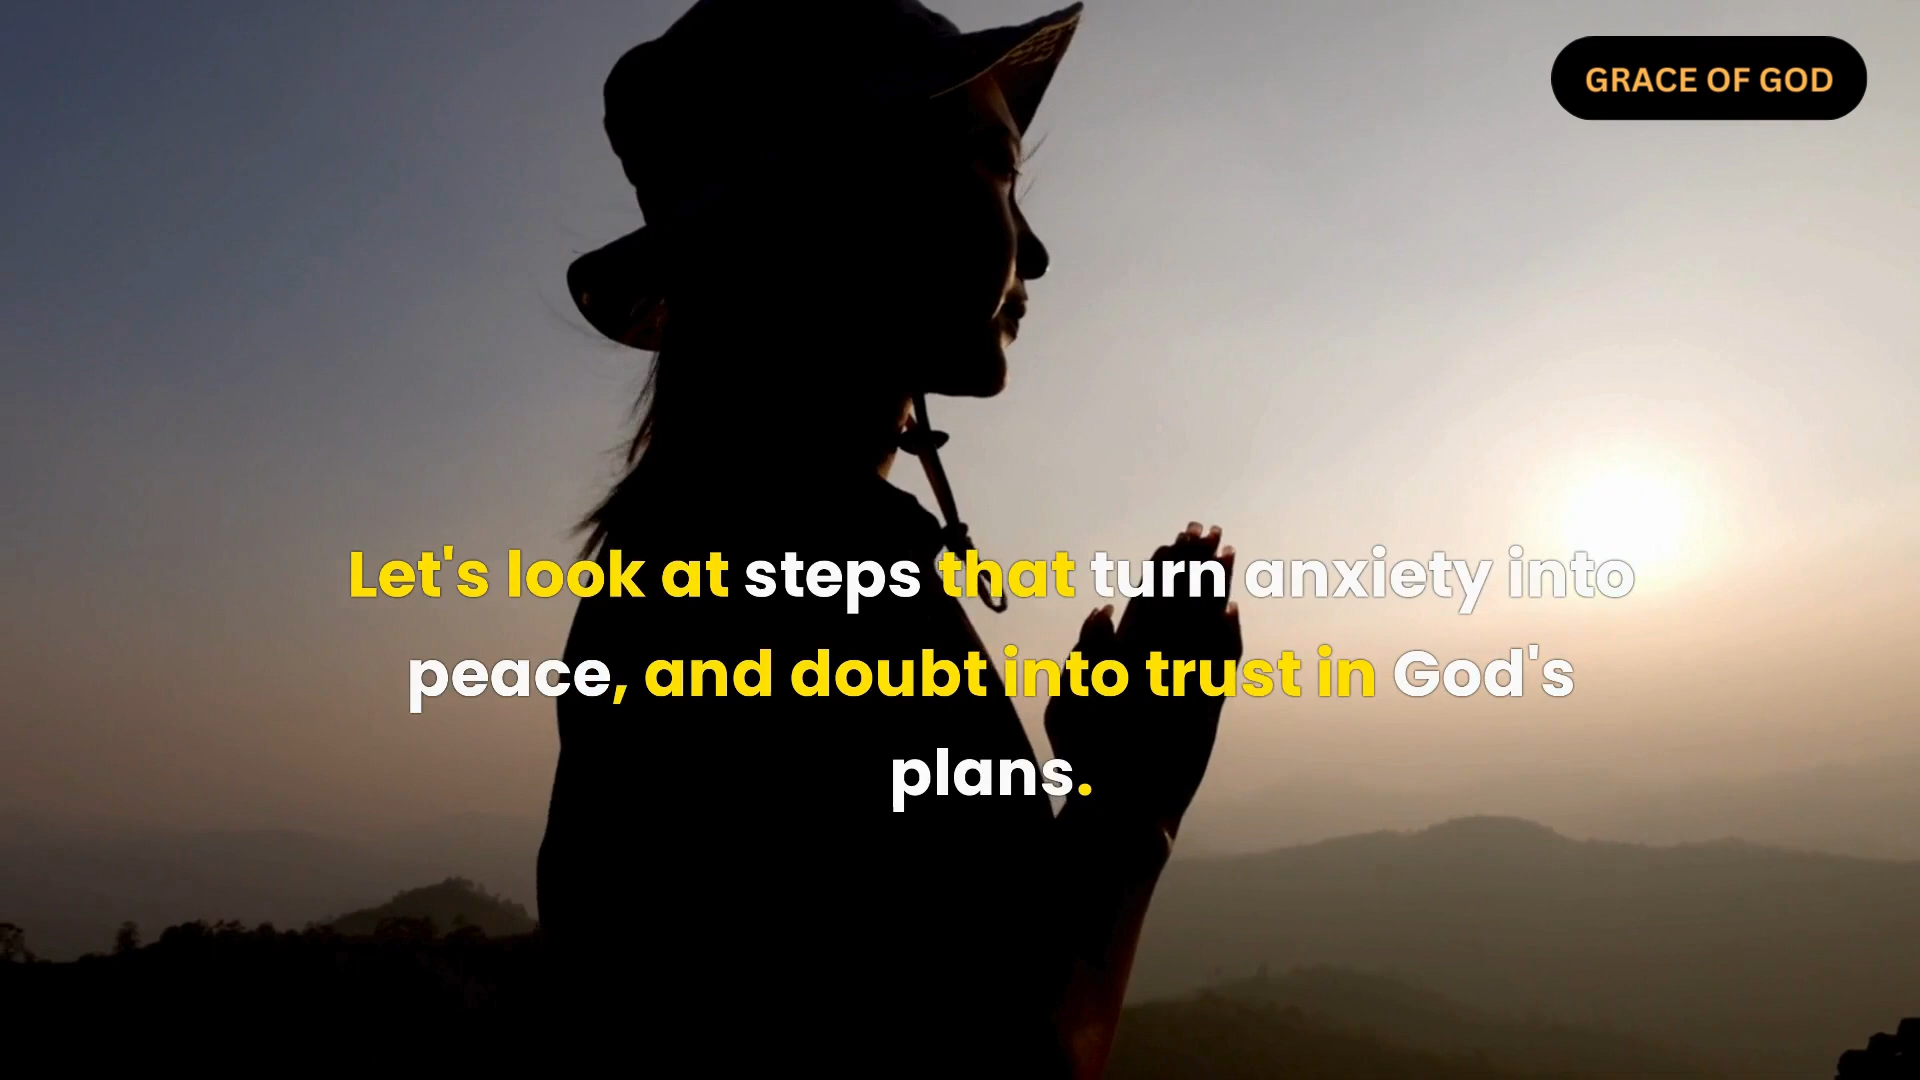 GRACE OF GOD
Let's look at steps that turn anxiety into
peace, and doubt into trust in God's
plans.